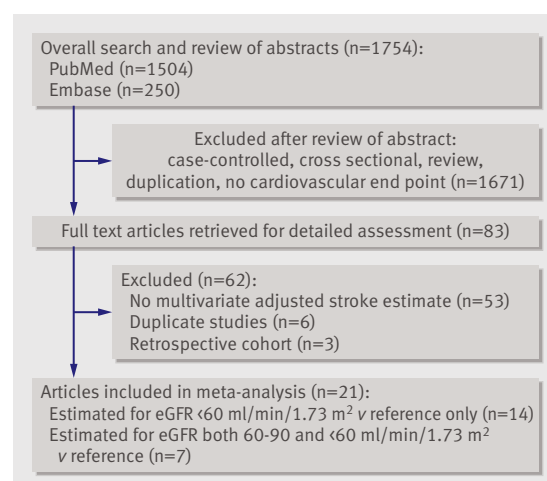 Overall search and review of abstracts (n=1754):
PubMed (n=1504)
Embase (n=250)
Excluded after review of abstract:
case-controlled, cross sectional, review,
duplication, no cardiovascular end point (n=1671)
Full text articles retrieved for detailed assessment (n=83)
Excluded (n=62):
No multivariate adjusted stroke estimate (n=53)
Duplicate studies (n=6)
Retrospective cohort (n=3)
Articles included in meta-analysis (n=21):
Estimated for eGFR <60 ml/min/1.73 m² v reference only (n=14)
Estimated for eGFR both 60-90 and <60 ml/min/1.73 m²
v reference (n=7)